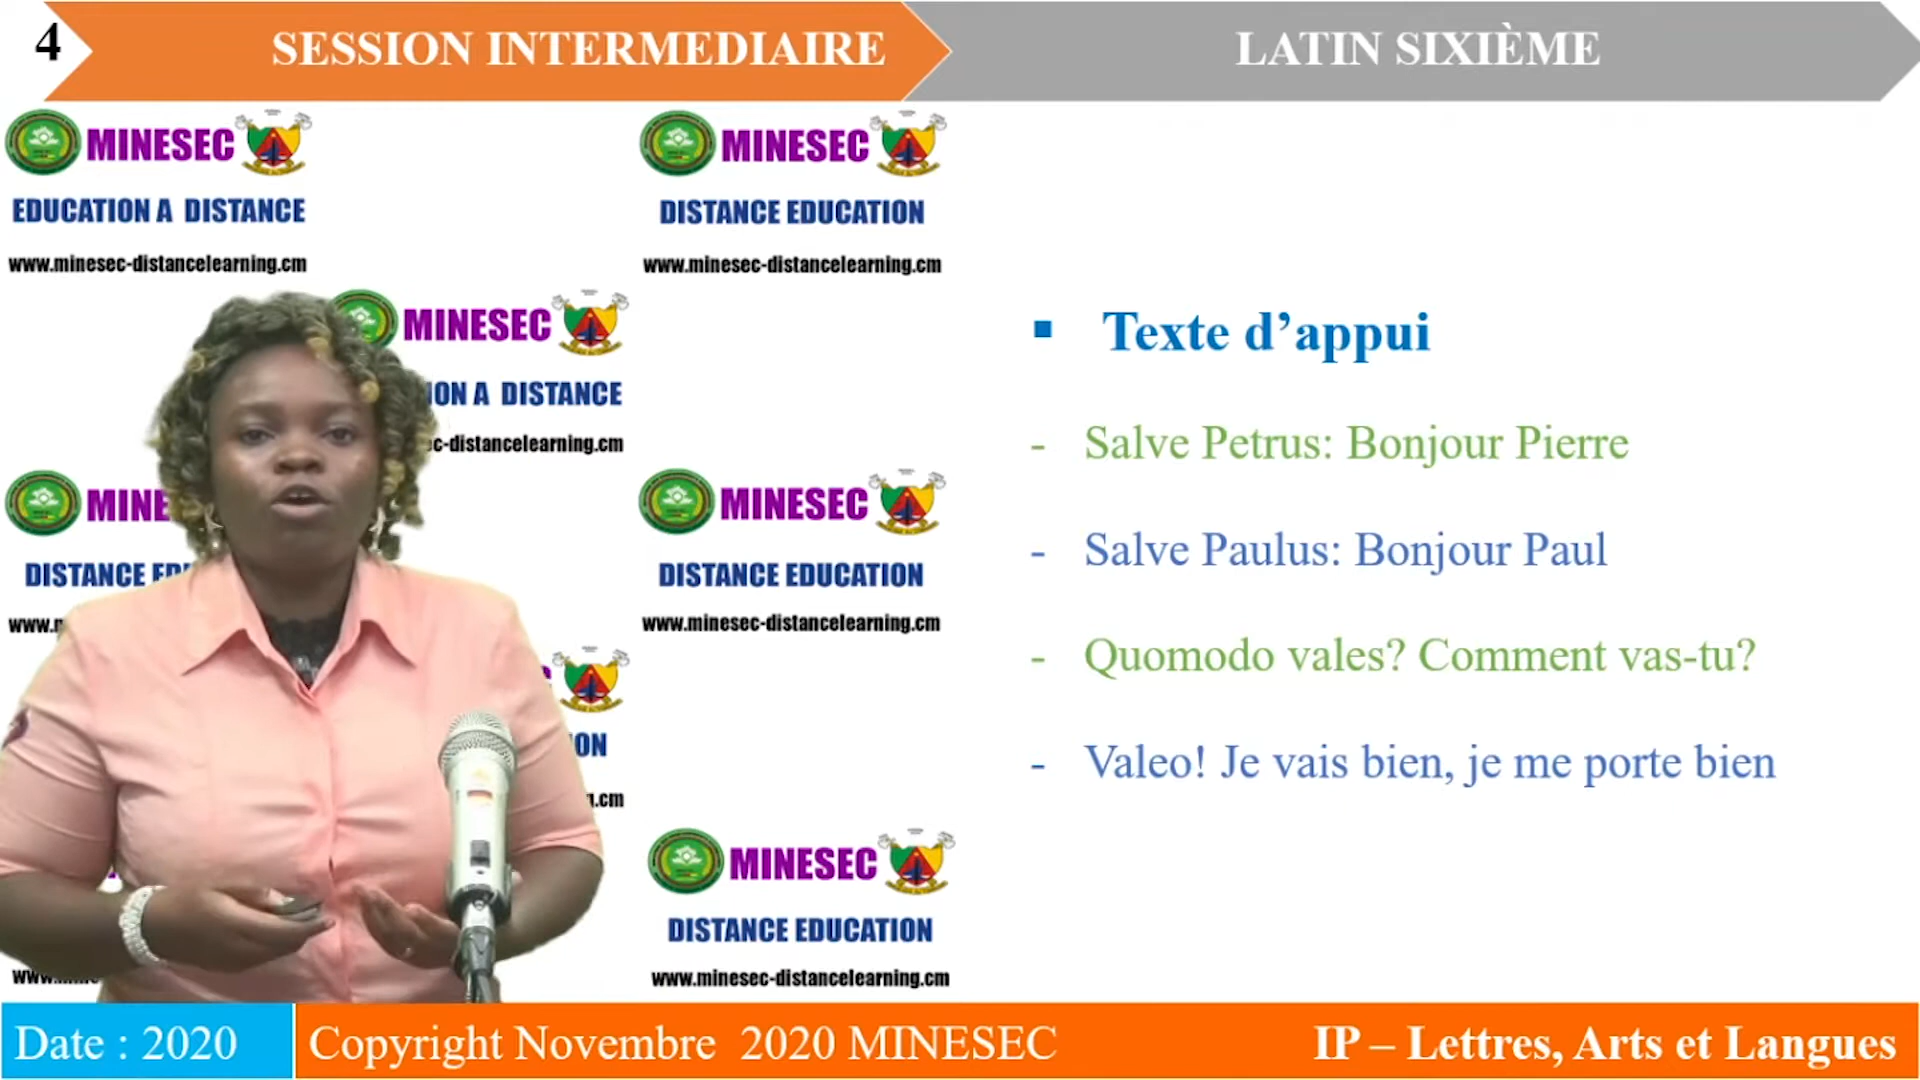 4
SESSION INTERMEDIAIRE
LATIN SIXIÈME
MINESEC
EDUCATION A DISTANCE
www.minesec-distancelearning.cm
MINESEC
DISTANCE EDUCATION
www.minesec-distancelearning.cm
MINESEC
ION A DISTANCE
c-distancelearning.cm
MINE
DISTANCE
www.
MINESEC
DISTANCE EDUCATION
www.minesec-distancelearning.cm
ON
.cm
MINESEC
DISTANCE EDUCATION
www.minesec-distancelearning.cm
www.
▪ Texte d’appui
- Salve Petrus: Bonjour Pierre
- Salve Paulus: Bonjour Paul
- Quomodo vales? Comment vas-tu?
- Valeo! Je vais bien, je me porte bien
Date : 2020
Copyright Novembre 2020 MINESEC
IP – Lettres, Arts et Langues